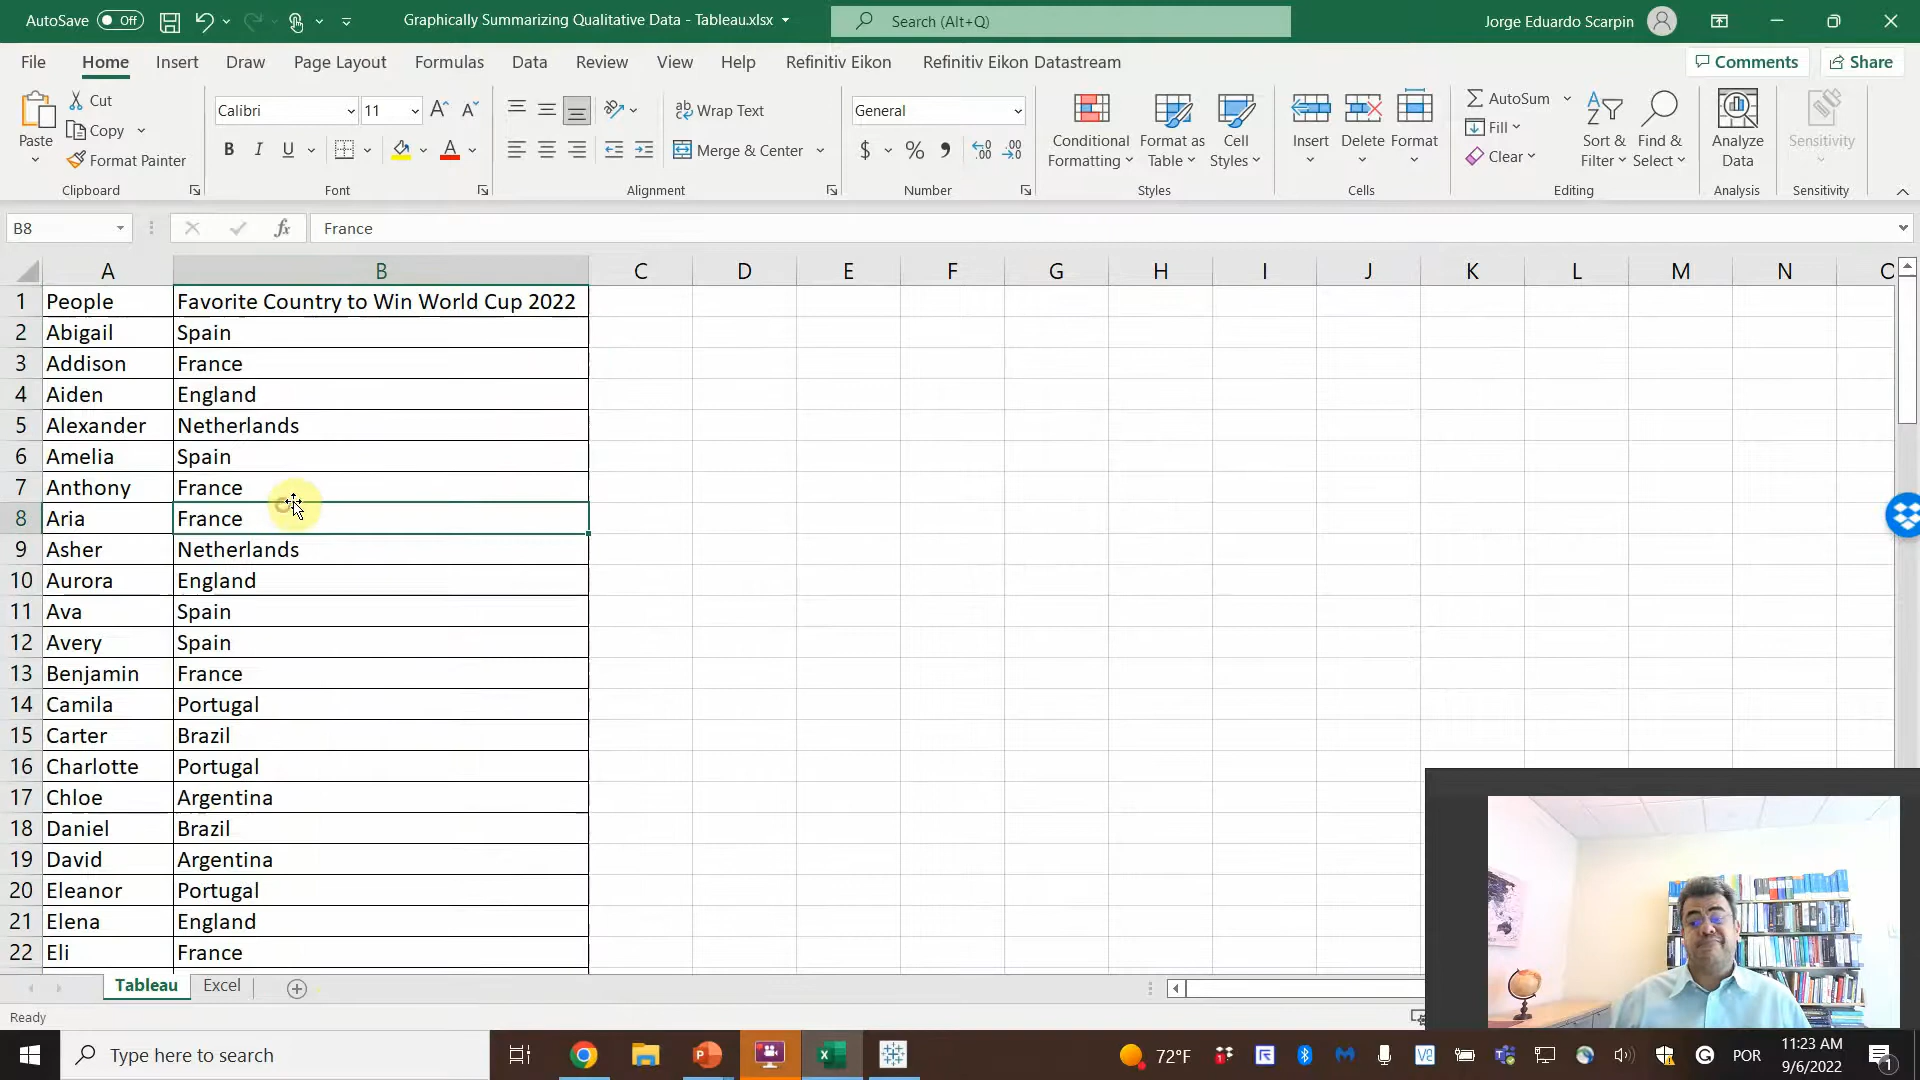 AutoSave Off Graphically Summarizing Qualitative Data - Tableau.xlsx Search (Alt+Q) Jorge Eduardo Scarpin
File Home Insert Draw Page Layout Formulas Data Review View Help Refinitiv Eikon Refinitiv Eikon Datastream Comments Share
Paste Cut Copy Format Painter Clipboard
Calibri 11 B I U A Font
Wrap Text Merge & Center Alignment
General $ % Number
Conditional Formatting Format as Table Cell Styles Styles
Insert Delete Format Cells
AutoSum Fill Clear Sort & Filter Find & Select Editing
Analyze Data Analysis
Sensitivity Sensitivity
B8 fx France
A B C D E F G H I J K L M N
1 People Favorite Country to Win World Cup 2022
2 Abigail Spain
3 Addison France
4 Aiden England
5 Alexander Netherlands
6 Amelia Spain
7 Anthony France
8 Aria France
9 Asher Netherlands
10 Aurora England
11 Ava Spain
12 Avery Spain
13 Benjamin France
14 Camila Portugal
15 Carter Brazil
16 Charlotte Portugal
17 Chloe Argentina
18 Daniel Brazil
19 David Argentina
20 Eleanor Portugal
21 Elena England
22 Eli France
Tableau Excel
Ready
Type here to search 72°F POR 11:23 AM
9/6/2022 1